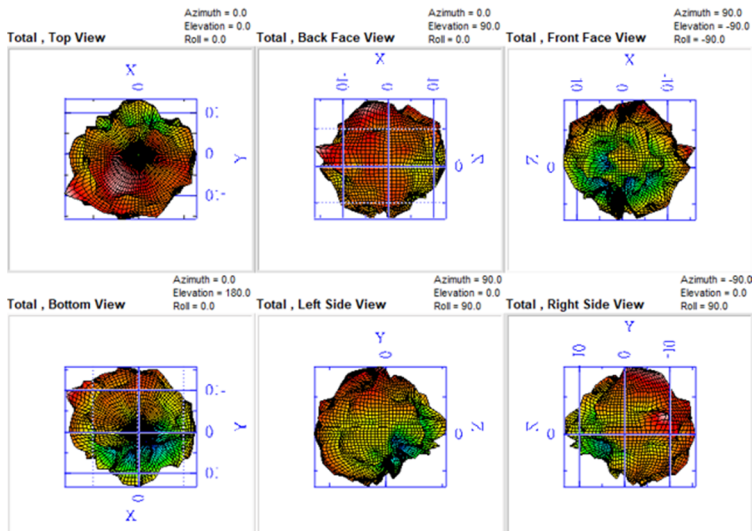 Azimuth = 0.0
Elevation = 0.0
Roll = 0.0
Total , Top View
X
0
0
Y
Azimuth = 0.0
Elevation = 90.0
Roll = 0.0
Total , Back Face View
X
-10
0
10
0
Z
Azimuth = 90.0
Elevation = -90.0
Roll = -90.0
Total , Front Face View
X
10
0
-10
Z
0
Azimuth = 0.0
Elevation = 180.0
Roll = 0.0
Total , Bottom View
0
Y
0
X
Azimuth = 90.0
Elevation = 0.0
Roll = 90.0
Total , Left Side View
Y
0
0
Z
Azimuth = -90.0
Elevation = 0.0
Roll = 90.0
Total , Right Side View
Y
10
0
-10
Z
0